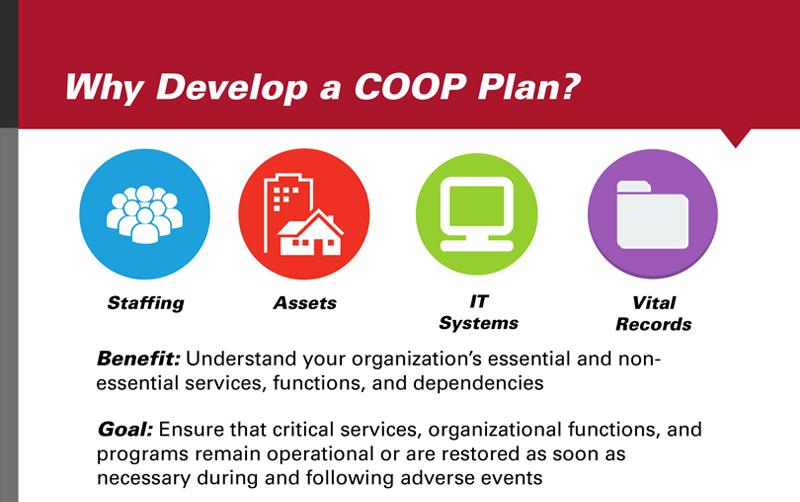 Why Develop a COOP Plan?
Staffing
Assets
IT
Systems
Vital
Records
Benefit: Understand your organization’s essential and non-
essential services, functions, and dependencies
Goal: Ensure that critical services, organizational functions, and
programs remain operational or are restored as soon as
necessary during and following adverse events